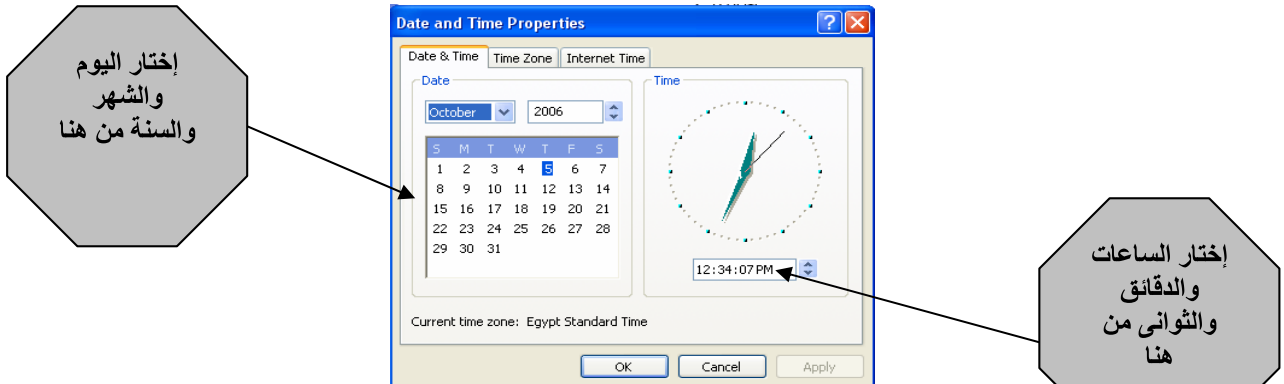 إختار اليوم
والشهر
والسنة من هنا
Date and Time Properties
Date & Time Time Zone Internet Time
Date
October 2006
S M T W T F S
1 2 3 4 5 6 7
8 9 10 11 12 13 14
15 16 17 18 19 20 21
22 23 24 25 26 27 28
29 30 31
Time
12:34:07 PM
Current time zone: Egypt Standard Time
OK Cancel Apply
إختار الساعات
والدقائق
والثوانى من
هنا